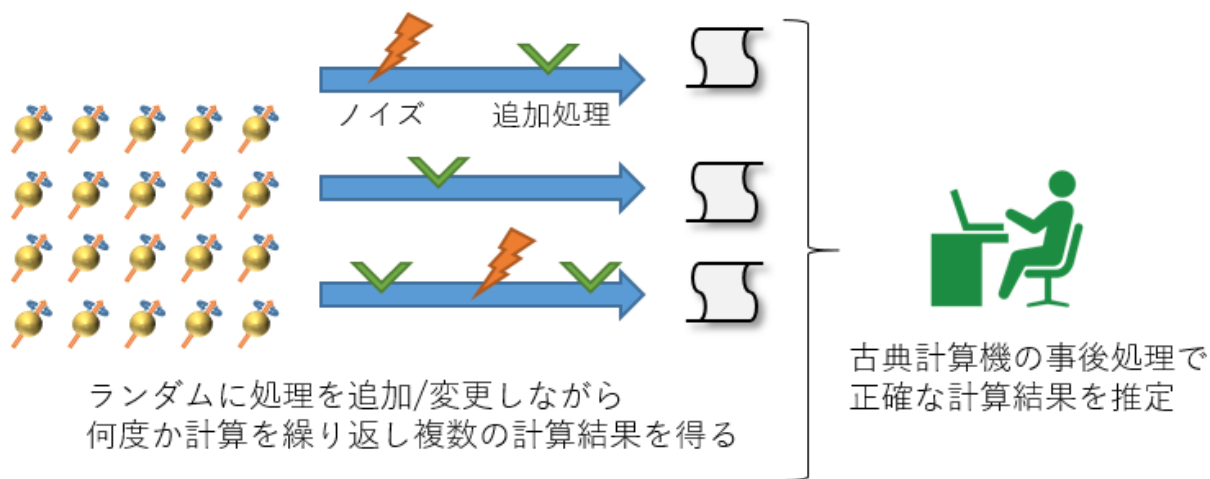 ノイズ
追加処理
ランダムに処理を追加/変更しながら
何度か計算を繰り返し複数の計算結果を得る
古典計算機の事後処理で
正確な計算結果を推定